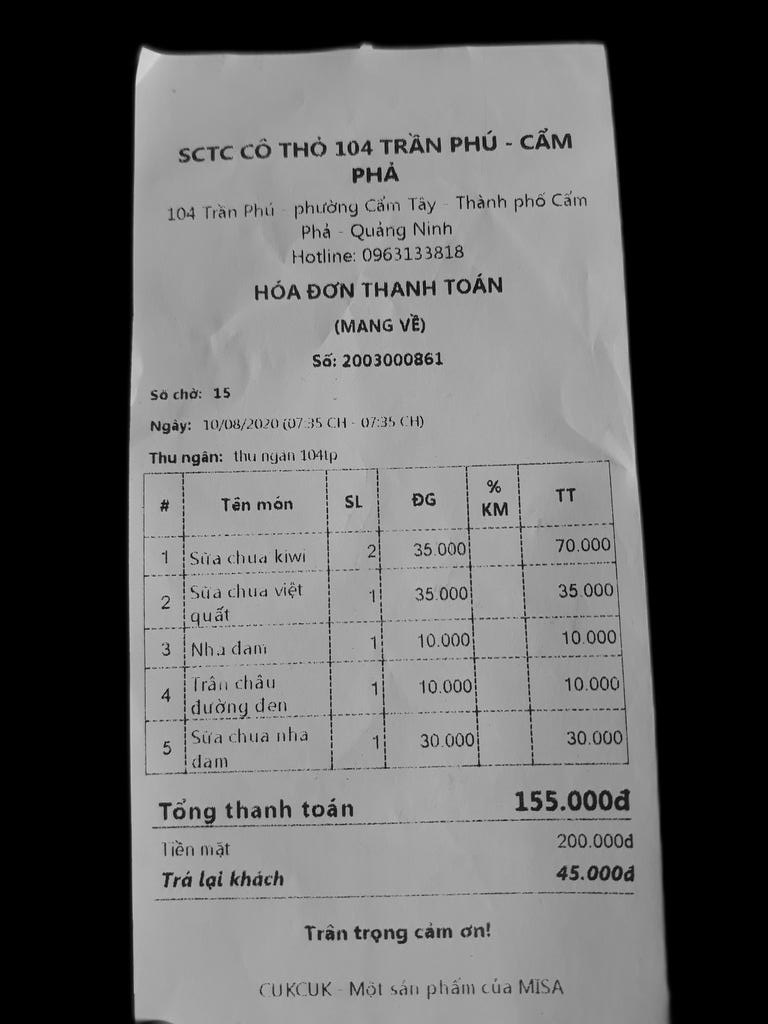 SCTC CÔ THỎ 104 TRẦN PHÚ - CẨM
PHẢ
104 Trần Phú - phường Cẩm Tây - Thành phố Cẩm
Phả - Quảng Ninh
Hotline: 0963133818
HÓA ĐƠN THANH TOÁN
(MANG VỀ)
Số: 2003000861
Số chờ: 15
Ngày: 10/08/2020 (07:35 CH - 07:35 CH)
Thu ngân: thu ngân 104tp
# Tên món SL ĐG % KM TT
1 Sữa chua kiwi 2 35.000 70.000
2 Sữa chua việt quất 1 35.000 35.000
3 Nha đam 1 10.000 10.000
4 Trân châu đường đen 1 10.000 10.000
5 Sữa chua nha đam 1 30.000 30.000
Tổng thanh toán 155.000đ
Tiền mặt 200.000đ
Trả lại khách 45.000đ
Trân trọng cảm ơn!
CUKCUK - Một sản phẩm của MISA